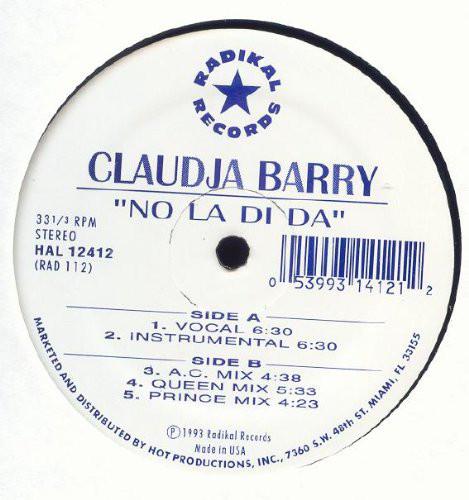 RADIKAL
RECORDS
CLAUDJA BARRY
"NO LA DI DA"
33 1/3 RPM
STEREO
HAL 12412
(RAD 112)
0 53993 14121 2
SIDE A
1. VOCAL 6:30
2. INSTRUMENTAL 6:30
SIDE B
3. A.C. MIX 4:38
4. QUEEN MIX 5:33
5. PRINCE MIX 4:23
Ⓟ 1993 Radikal Records
Made in USA
MARKETED AND DISTRIBUTED BY HOT PRODUCTIONS, INC., 7360 S.W. 48th ST. MIAMI, FL 33155